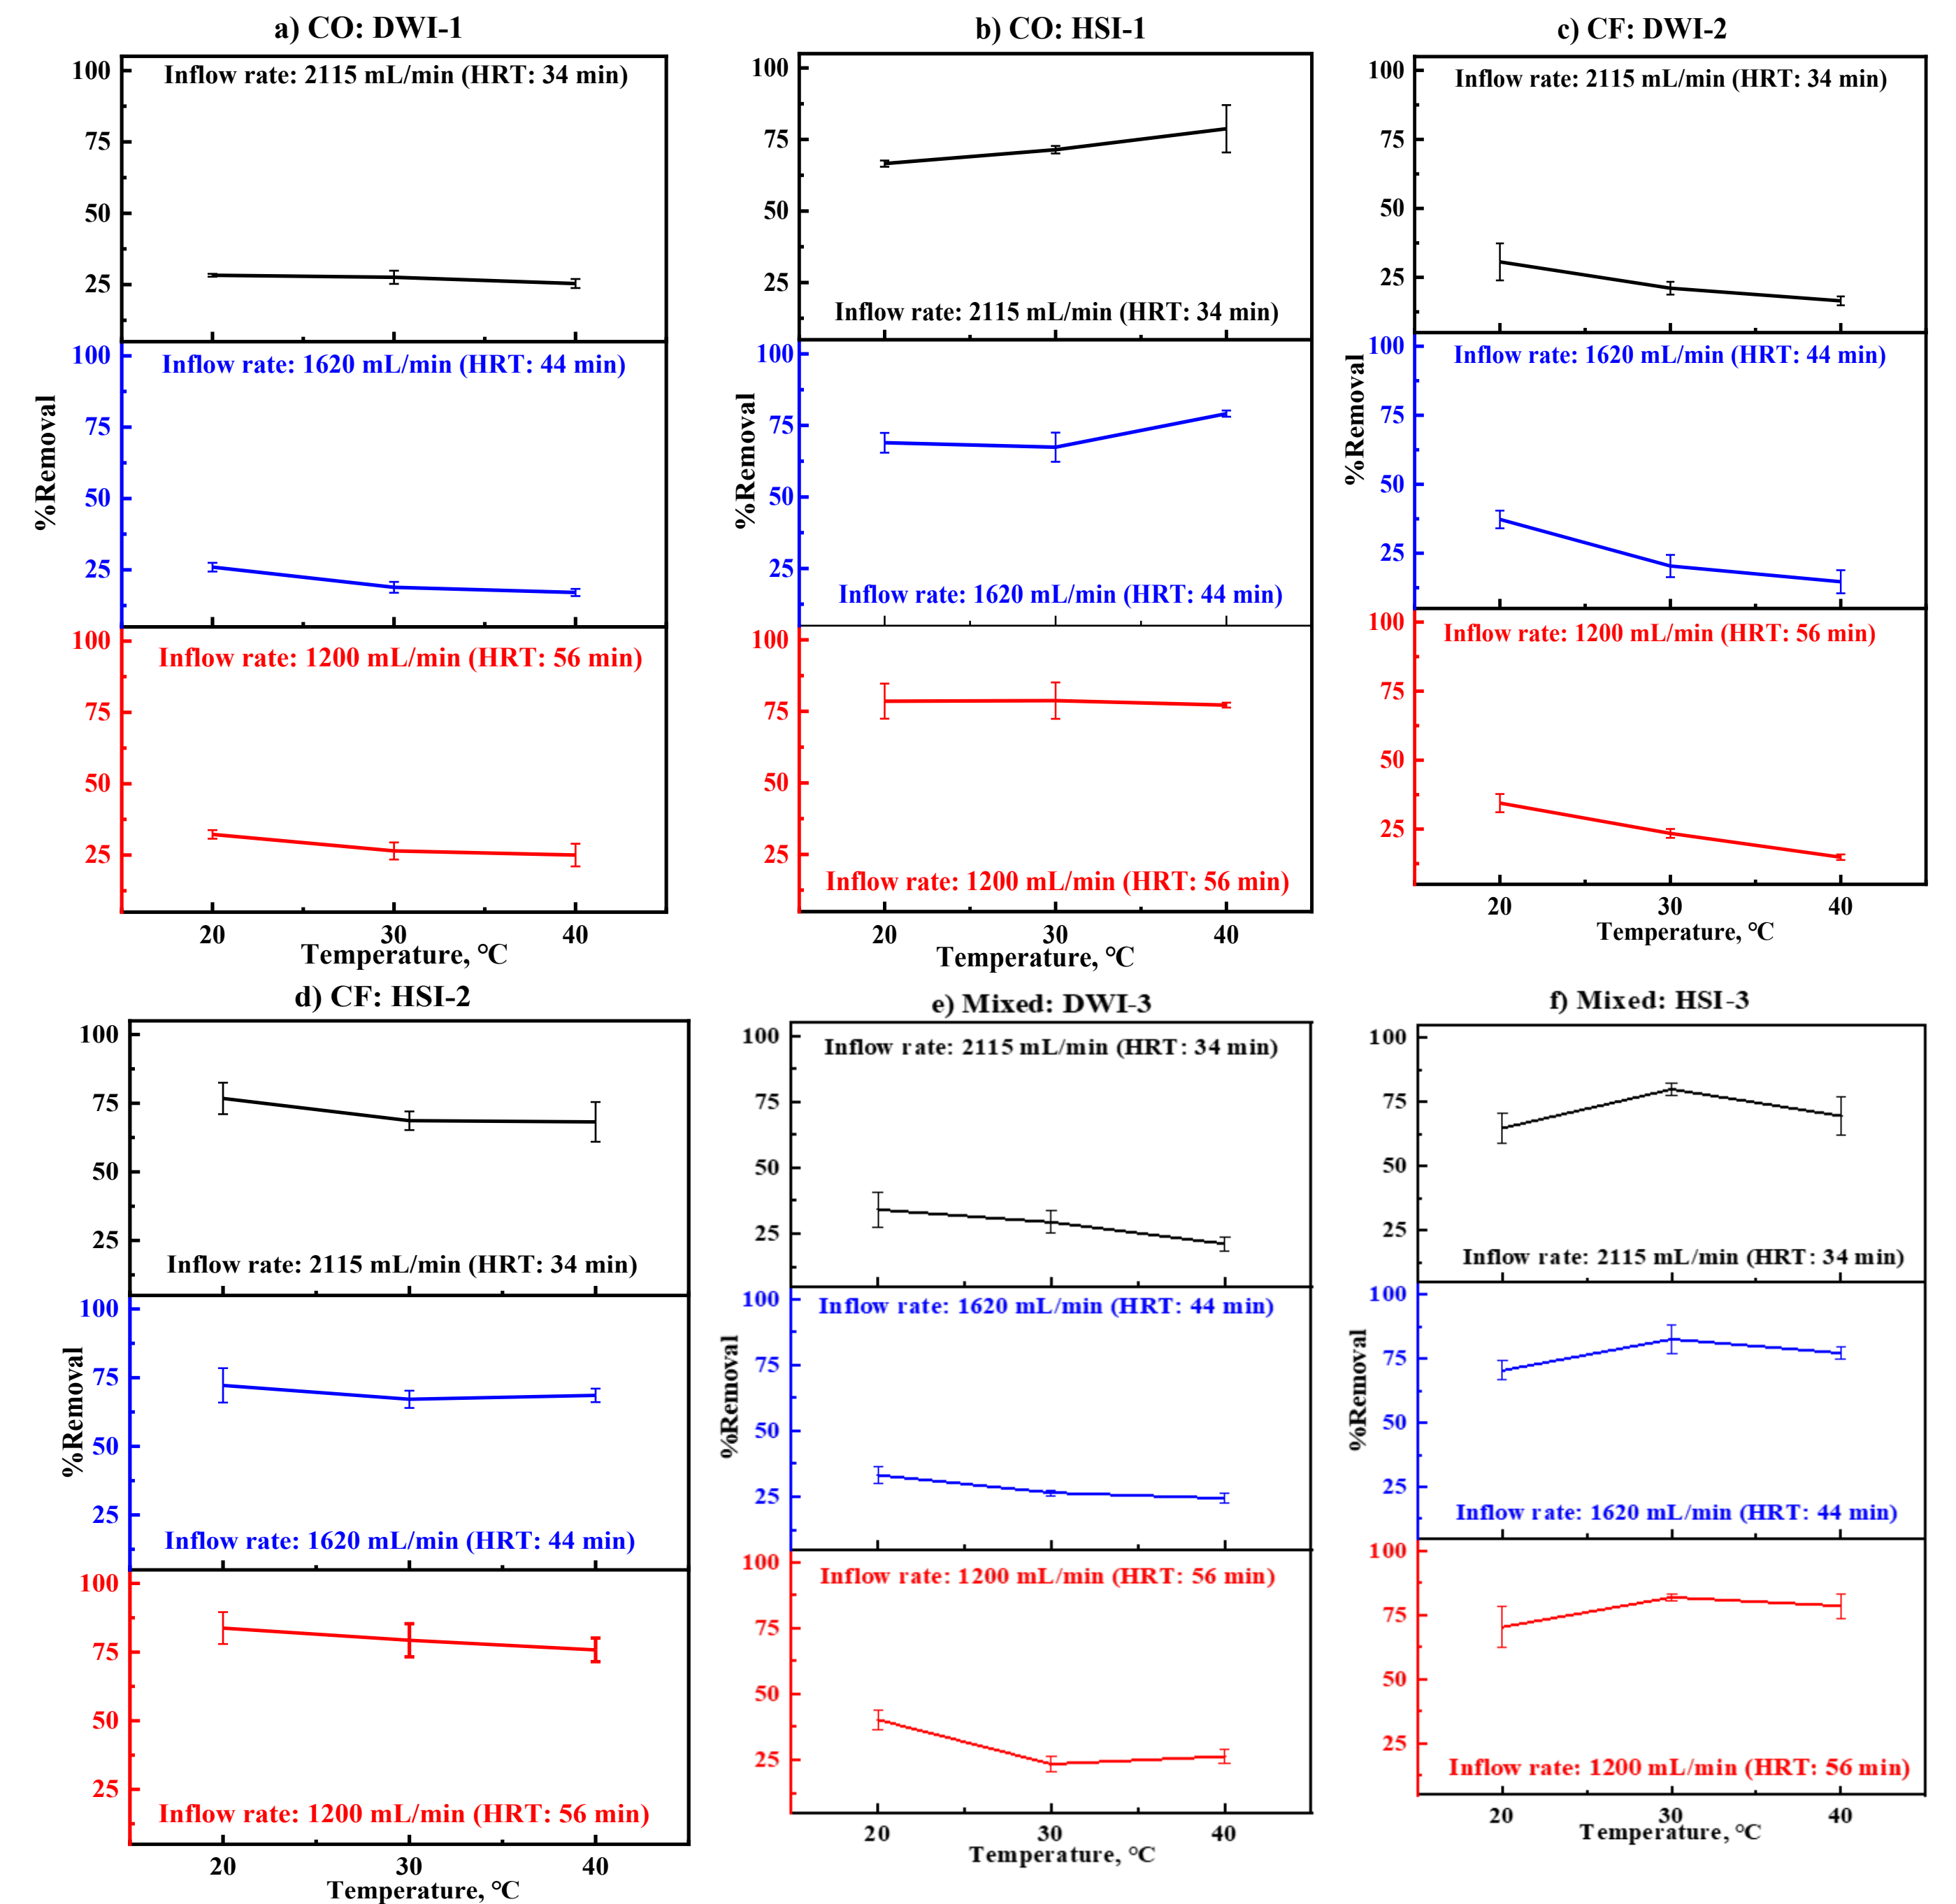 a) CO: DWI-1
Inflow rate: 2115 mL/min (HRT: 34 min)
100
75
50
25
Inflow rate: 1620 mL/min (HRT: 44 min)
100
75
50
25
Inflow rate: 1200 mL/min (HRT: 56 min)
100
75
50
25
%Removal
20 30 40
Temperature, °C
b) CO: HSI-1
100
75
50
25
Inflow rate: 2115 mL/min (HRT: 34 min)
100
75
50
25
Inflow rate: 1620 mL/min (HRT: 44 min)
100
75
50
25
Inflow rate: 1200 mL/min (HRT: 56 min)
%Removal
20 30 40
Temperature, °C
c) CF: DWI-2
Inflow rate: 2115 mL/min (HRT: 34 min)
100
75
50
25
Inflow rate: 1620 mL/min (HRT: 44 min)
100
75
50
25
Inflow rate: 1200 mL/min (HRT: 56 min)
100
75
50
25
%Removal
20 30 40
Temperature, °C
d) CF: HSI-2
100
75
50
25
Inflow rate: 2115 mL/min (HRT: 34 min)
100
75
50
25
Inflow rate: 1620 mL/min (HRT: 44 min)
100
75
50
25
Inflow rate: 1200 mL/min (HRT: 56 min)
%Removal
20 30 40
Temperature, °C
e) Mixed: DWI-3
Inflow rate: 2115 mL/min (HRT: 34 min)
100
75
50
25
Inflow rate: 1620 mL/min (HRT: 44 min)
100
75
50
25
Inflow rate: 1200 mL/min (HRT: 56 min)
100
75
50
25
%Removal
20 30 40
Temperature, °C
f) Mixed: HSI-3
100
75
50
25
Inflow rate: 2115 mL/min (HRT: 34 min)
100
75
50
25
Inflow rate: 1620 mL/min (HRT: 44 min)
100
75
50
25
Inflow rate: 1200 mL/min (HRT: 56 min)
%Removal
20 30 40
Temperature, °C